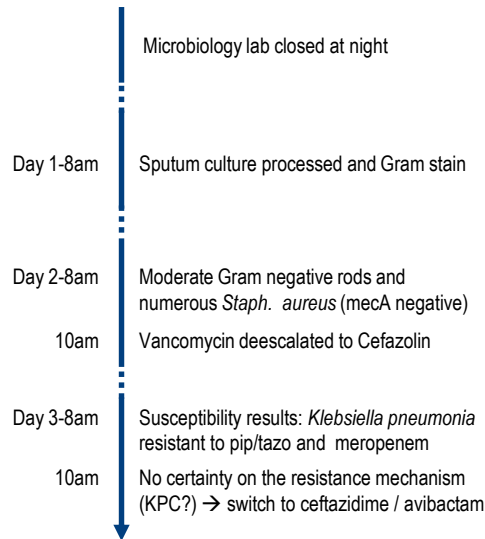 Microbiology lab closed at night
Day 1-8am Sputum culture processed and Gram stain
Day 2-8am Moderate Gram negative rods and
numerous Staph. aureus (mecA negative)
10am Vancomycin deescalated to Cefazolin
Day 3-8am Susceptibility results: Klebsiella pneumonia
resistant to pip/tazo and meropenem
10am No certainty on the resistance mechanism
(KPC?) → switch to ceftazidime / avibactam